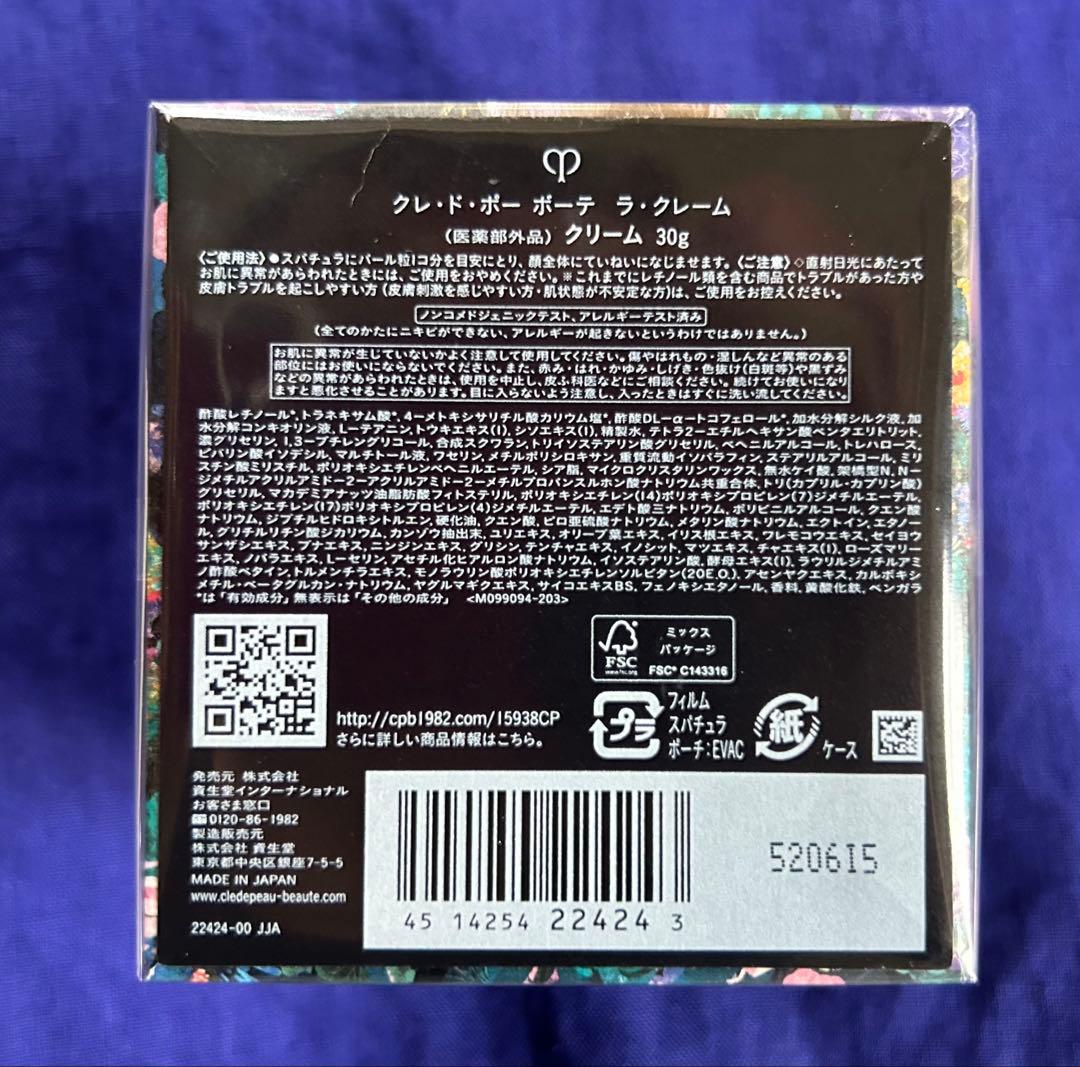 クレ・ド・ポー ボーテ ラ・クレーム
(医薬部外品) クリーム 30g
〈ご使用法〉●スパチュラにパール粒1コ分を目安にとり、顔全体にていねいになじませます。〈ご注意〉◇直射日光にあたって
お肌に異常があらわれたときには、ご使用をおやめください。※これまでにレチノール類を含む商品でトラブルがあった方や
皮膚トラブルを起こしやすい方(皮膚刺激を感じやすい方・肌状態が不安定な方)は、ご使用をお控えください。
ノンコメドジェニックテスト、アレルギーテスト済み
(全てのかたにニキビができない、アレルギーが起きないというわけではありません。)
お肌に異常が生じていないかよく注意して使用してください。傷やはれもの・湿しんなど異常のある
部位にはお使いにならないでください。また、赤み・はれ・かゆみ・しげき・色抜け(白斑等)や黒ずみ
などの異常があらわれたときは、使用を中止し、皮ふ科医などにご相談ください。続けてお使いになり
ますと悪化させることがあります。目に入らないよう注意し、入ったときはすぐに洗い流してください。
酢酸レチノール*,トラネキサム酸*,4-メトキシサリチル酸カリウム塩*,酢酸DL-α-トコフェロール*,加水分解シルク液,加
水分解コンキオリン液,L-テアニン,トウキエキス(1),シソエキス(1),精製水,テトラ2-エチルヘキサン酸ペンタエリトリット,
濃グリセリン,1,3-ブチレングリコール,合成スクワラン,トリイソステアリン酸グリセリル,ベヘニルアルコール,トレハロース,
ピバリン酸イソデシル,マルチトール液,ワセリン,メチルポリシロキサン,重質流動イソパラフィン,ステアリルアルコール,ミリ
スチン酸ミリスチル,ポリオキシエチレンベヘニルエーテル,シア脂,マイクロクリスタリンワックス,無水ケイ酸,架橋型N,N-
ジメチルアクリルアミド-2-アクリルアミド-2-メチルプロパンスルホン酸ナトリウム共重合体,トリ(カプリル・カプリン酸)
グリセリル,マカデミアナッツ油脂肪酸フィトステリル,ポリオキシエチレン(14)ポリオキシプロピレン(7)ジメチルエーテル,
ポリオキシエチレン(17)ポリオキシプロピレン(4)ジメチルエーテル,エデト酸三ナトリウム,ポリビニルアルコール,クエン酸
ナトリウム,ジブチルヒドロキシトルエン,硬化油,クエン酸,ピロ亜硫酸ナトリウム,メタリン酸ナトリウム,エクトイン,エタノー
ル,グリチルリチン酸ジカリウム,カンゾウ抽出末,ユリエキス,オリーブ葉エキス,イリス根エキス,ワレモコウエキス,セイヨウ
サンザシエキス,ブナエキス,ニンジンエキス,グリシン,テンチャエキス,イノシット,マツエキス,チャエキス(1),ローズマリー
エキス,ノバラエキス,L-セリン,アセチル化ヒアルロン酸ナトリウム,イソステアリン酸,酵母エキス(1),ラウリルジメチルアミ
ノ酢酸ベタイン,トルメンチラエキス,モノラウリン酸ポリオキシエチレンソルビタン(20E.O.),アセンヤクエキス,カルボキシ
メチル-ベータグルカン-ナトリウム,ヤグルマギクエキス,サイコエキスBS,フェノキシエタノール,香料,黄酸化鉄,ベンガラ
*は「有効成分」無表示は「その他の成分」 <M099094-203>
FSC
www.fsc.org
ミックス
パッケージ
FSC® C143316
http://cpb1982.com/15938CP
さらに詳しい商品情報はこちら。
プラ
フィルム
スパチュラ
ポーチ:EVAC
紙
ケース
発売元 株式会社
資生堂インターナショナル
お客さま窓口
0120-86-1982
製造販売元
株式会社 資生堂
東京都中央区銀座7-5-5
MADE IN JAPAN
www.cledepeau-beaute.com
22424-00 JJA
45 14254 22424 3
5206I5